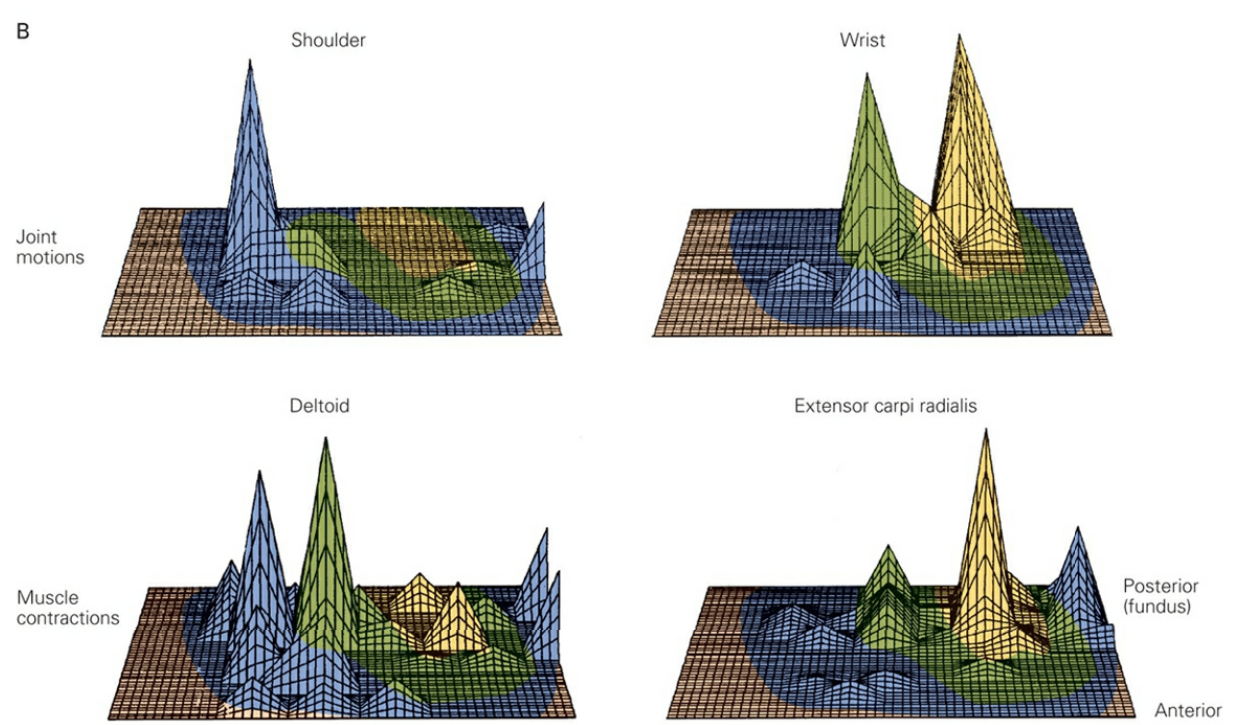 B
Shoulder
Wrist
Joint
motions
Deltoid
Extensor carpi radialis
Muscle
contractions
Posterior
(fundus)
Anterior